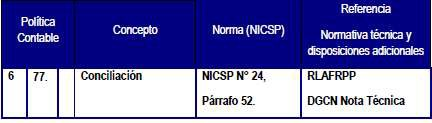 Política Contable
Concepto
Norma (NICSP)
Referencia
Normativa técnica y disposiciones adicionales
6 77. Conciliación NICSP N° 24, RLAFRPP
Párrafo 52. DGCN Nota Técnica